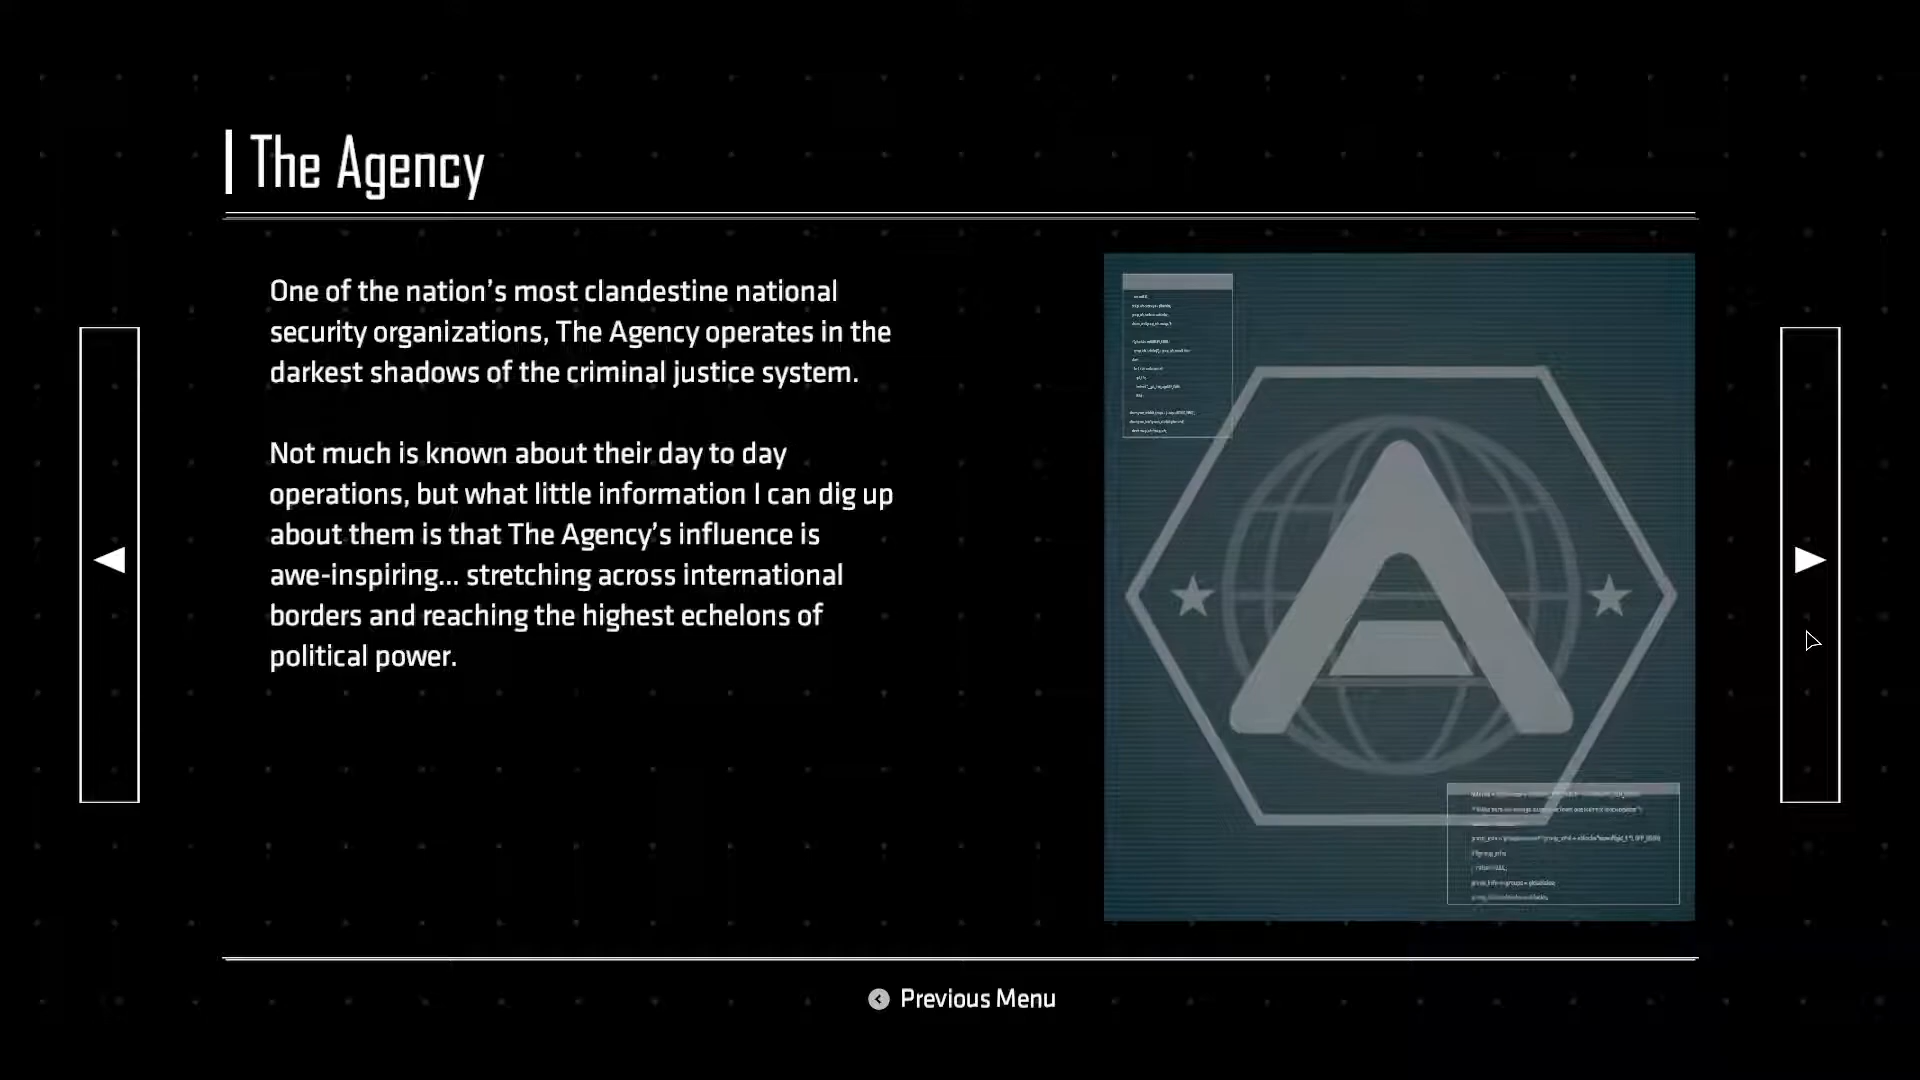 The Agency
One of the nation's most clandestine national
security organizations, The Agency operates in the
darkest shadows of the criminal justice system.
Not much is known about their day to day
operations, but what little information I can dig up
about them is that The Agency's influence is
awe-inspiring... stretching across international
borders and reaching the highest echelons of
political power.
A
Previous Menu